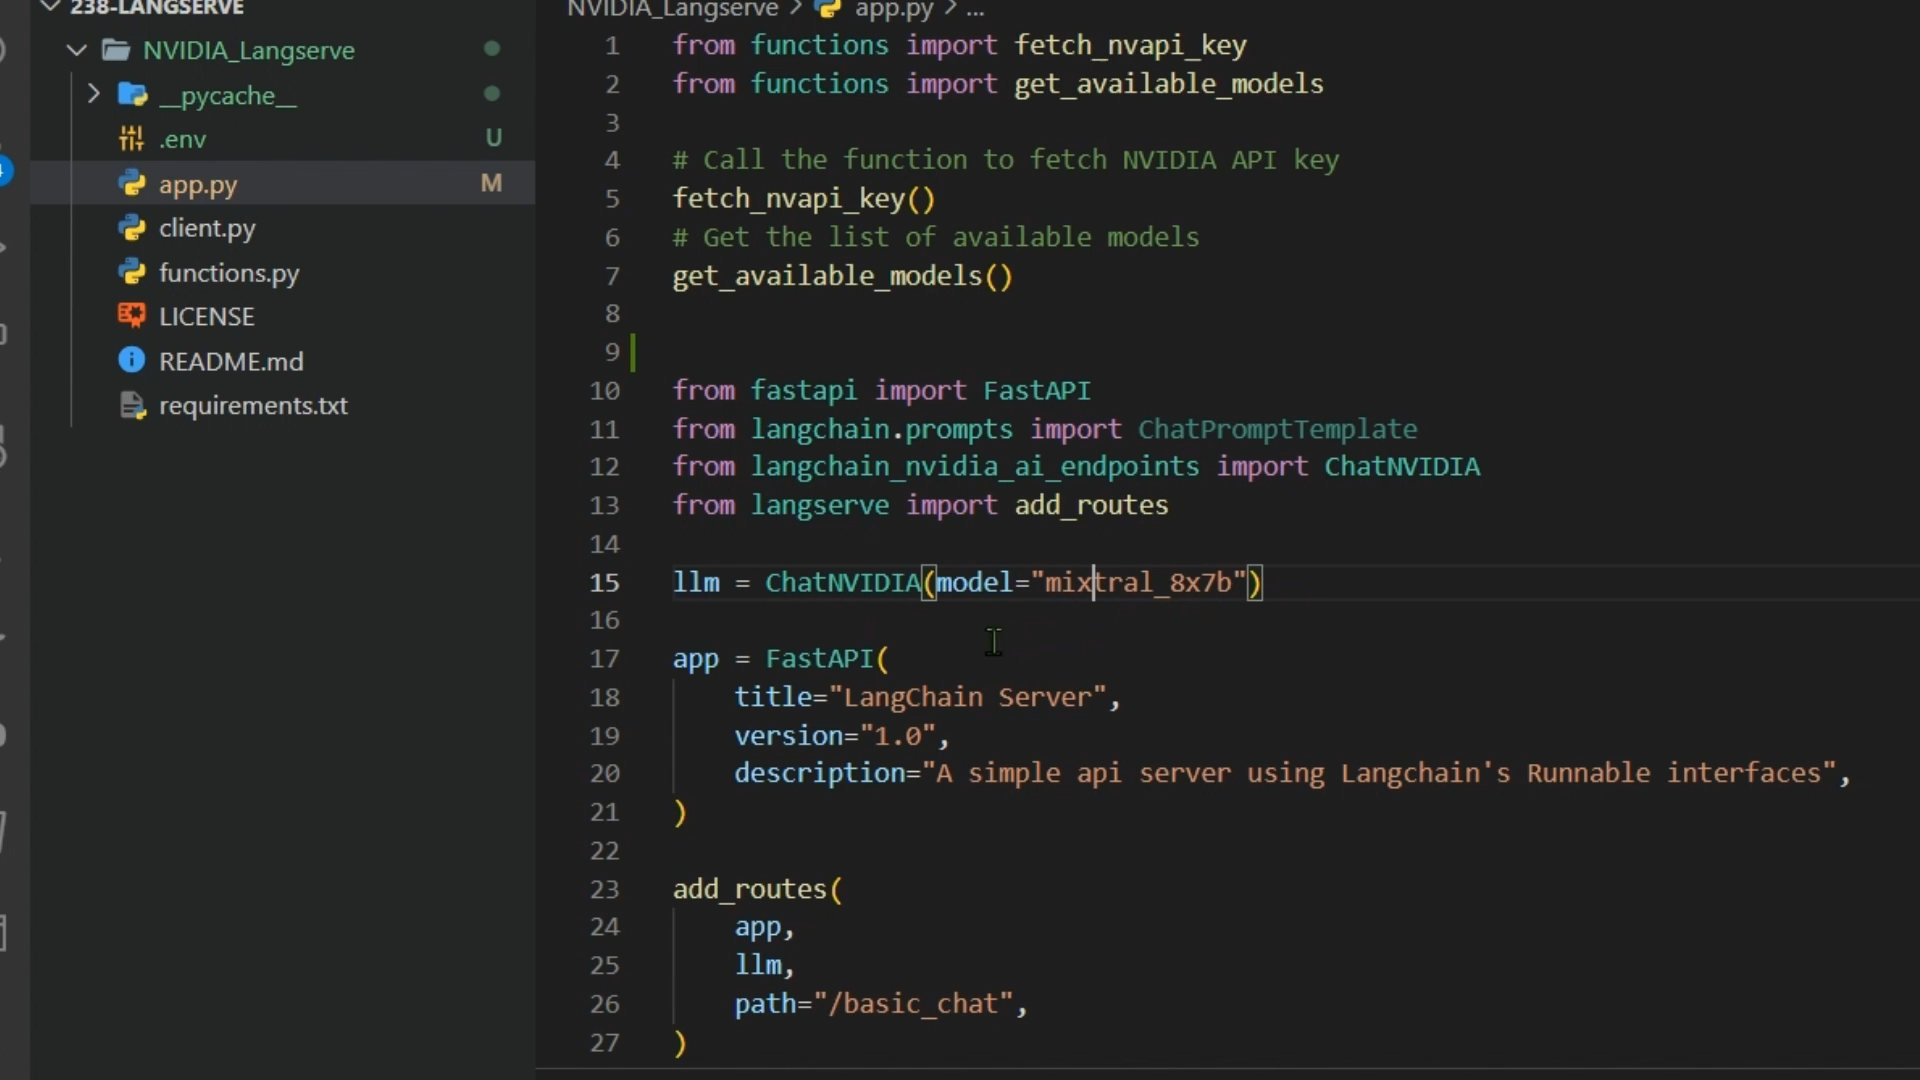 238-LANGSERVE
NVIDIA_Langserve
__pycache__
.env U
app.py M
client.py
functions.py
LICENSE
README.md
requirements.txt
NVIDIA_Langserve > app.py > ...
1 from functions import fetch_nvapi_key
2 from functions import get_available_models
3
4 # Call the function to fetch NVIDIA API key
5 fetch_nvapi_key()
6 # Get the list of available models
7 get_available_models()
8
9
10 from fastapi import FastAPI
11 from langchain.prompts import ChatPromptTemplate
12 from langchain_nvidia_ai_endpoints import ChatNVIDIA
13 from langserve import add_routes
14
15 llm = ChatNVIDIA(model="mixtral_8x7b")
16
17 app = FastAPI(
18 title="LangChain Server",
19 version="1.0",
20 description="A simple api server using Langchain's Runnable interfaces",
21 )
22
23 add_routes(
24 app,
25 llm,
26 path="/basic_chat",
27 )